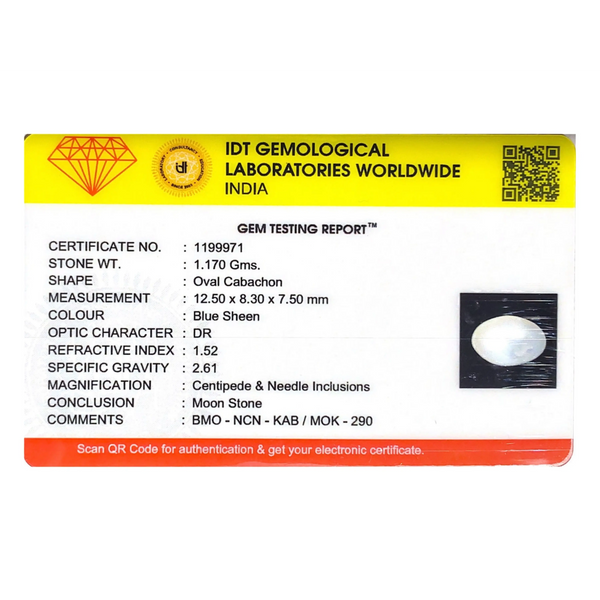 IDT GEMOLOGICAL
LABORATORIES WORLDWIDE
INDIA
GEM TESTING REPORT™
CERTIFICATE NO. : 1199971
STONE WT. : 1.170 Gms.
SHAPE : Oval Cabachon
MEASUREMENT : 12.50 x 8.30 x 7.50 mm
COLOUR : Blue Sheen
OPTIC CHARACTER : DR
REFRACTIVE INDEX : 1.52
SPECIFIC GRAVITY : 2.61
MAGNIFICATION : Centipede & Needle Inclusions
CONCLUSION : Moon Stone
COMMENTS : BMO - NCN - KAB / MOK - 290
Scan QR Code for authentication & get your electronic certificate.